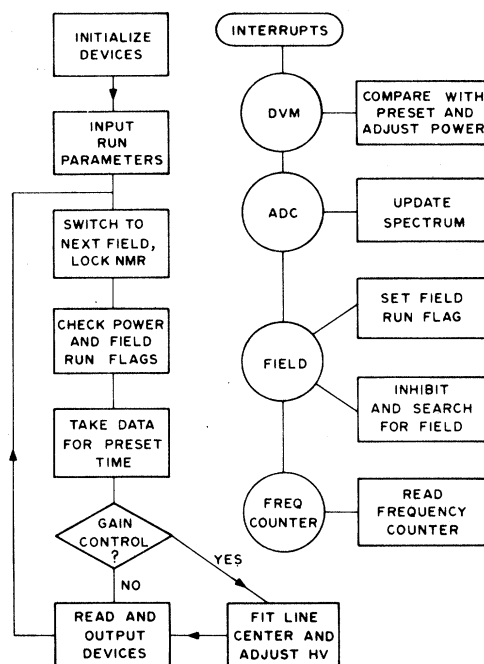 INITIALIZE
DEVICES
INPUT
RUN
PARAMETERS
SWITCH TO
NEXT FIELD,
LOCK NMR
CHECK POWER
AND FIELD
RUN FLAGS
TAKE DATA
FOR PRESET
TIME
GAIN
CONTROL
?
YES
NO
READ AND
OUTPUT
DEVICES
FIT LINE
CENTER AND
ADJUST HV
INTERRUPTS
DVM
COMPARE WITH
PRESET AND
ADJUST POWER
ADC
UPDATE
SPECTRUM
FIELD
SET FIELD
RUN FLAG
INHIBIT
AND SEARCH
FOR FIELD
FREQ
COUNTER
READ
FREQUENCY
COUNTER